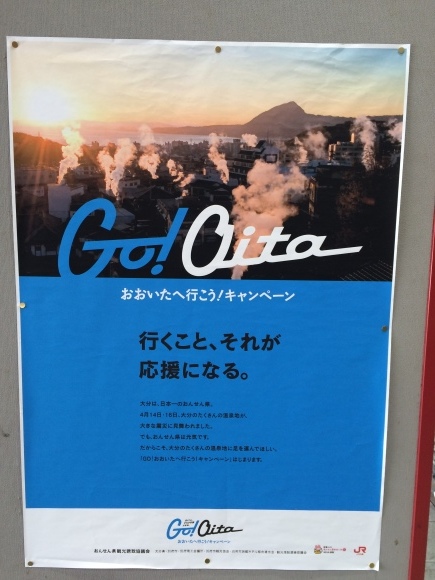 Go! Oita
おおいたへ行こう!キャンペーン
行くこと、それが
応援になる。
大分は、日本一のおんせん県。
4月14日・16日、大分のたくさんの温泉地が、
大きな震災に見舞われました。
でも、おんせん県は元気です。
だからこそ、大分のたくさんの温泉地に足を運んでほしい。
「GO!おおいたへ行こう!キャンペーン」はじまります。
Go! Oita
おおいたへ行こう!キャンペーン
おんせん県観光誘致協議会
JR